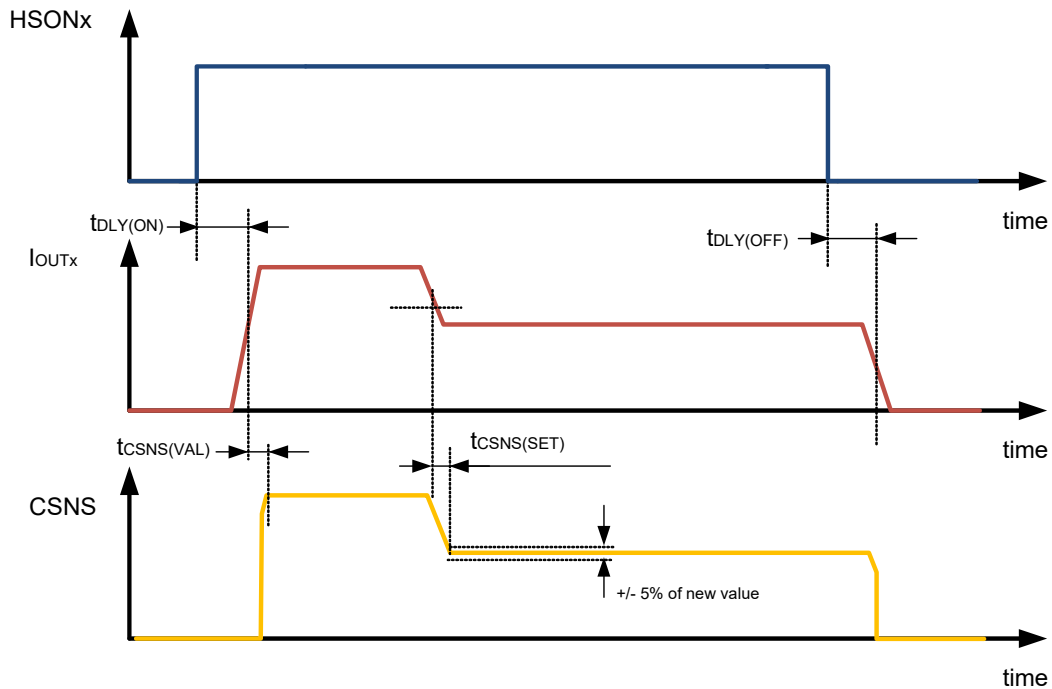 HSONx
time
tDLY(ON)
tDLY(OFF)
IOUTx
time
tCSNS(VAL)
tCSNS(SET)
CSNS
+/- 5% of new value
time